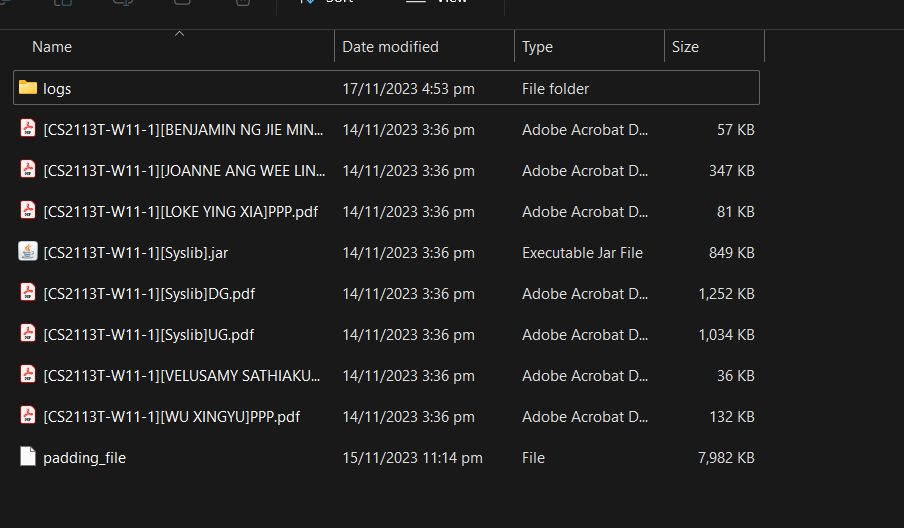 Sort View
Name Date modified Type Size
logs 17/11/2023 4:53 pm File folder
[CS2113T-W11-1][BENJAMIN NG JIE MIN... 14/11/2023 3:36 pm Adobe Acrobat D... 57 KB
[CS2113T-W11-1][JOANNE ANG WEE LIN... 14/11/2023 3:36 pm Adobe Acrobat D... 347 KB
[CS2113T-W11-1][LOKE YING XIA]PPP.pdf 14/11/2023 3:36 pm Adobe Acrobat D... 81 KB
[CS2113T-W11-1][Syslib].jar 14/11/2023 3:36 pm Executable Jar File 849 KB
[CS2113T-W11-1][Syslib]DG.pdf 14/11/2023 3:36 pm Adobe Acrobat D... 1,252 KB
[CS2113T-W11-1][Syslib]UG.pdf 14/11/2023 3:36 pm Adobe Acrobat D... 1,034 KB
[CS2113T-W11-1][VELUSAMY SATHIAKU... 14/11/2023 3:36 pm Adobe Acrobat D... 36 KB
[CS2113T-W11-1][WU XINGYU]PPP.pdf 14/11/2023 3:36 pm Adobe Acrobat D... 132 KB
padding_file 15/11/2023 11:14 pm File 7,982 KB